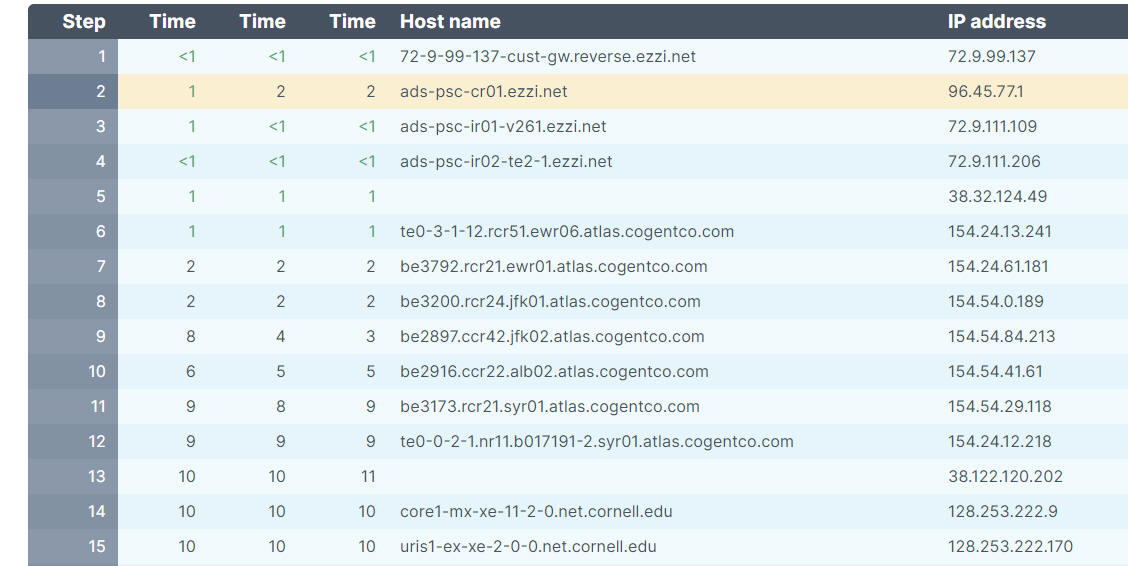 Step Time Time Time Host name IP address
1 <1 <1 <1 72-9-99-137-cust-gw.reverse.ezzi.net 72.9.99.137
2 1 2 2 ads-psc-cr01.ezzi.net 96.45.77.1
3 1 <1 <1 ads-psc-ir01-v261.ezzi.net 72.9.111.109
4 <1 <1 <1 ads-psc-ir02-te2-1.ezzi.net 72.9.111.206
5 1 1 1 38.32.124.49
6 1 1 1 te0-3-1-12.rcr51.ewr06.atlas.cogentco.com 154.24.13.241
7 2 2 2 be3792.rcr21.ewr01.atlas.cogentco.com 154.24.61.181
8 2 2 2 be3200.rcr24.jfk01.atlas.cogentco.com 154.54.0.189
9 8 4 3 be2897.ccr42.jfk02.atlas.cogentco.com 154.54.84.213
10 6 5 5 be2916.ccr22.alb02.atlas.cogentco.com 154.54.41.61
11 9 8 9 be3173.rcr21.syr01.atlas.cogentco.com 154.54.29.118
12 9 9 9 te0-0-2-1.nr11.b017191-2.syr01.atlas.cogentco.com 154.24.12.218
13 10 10 11 38.122.120.202
14 10 10 10 core1-mx-xe-11-2-0.net.cornell.edu 128.253.222.9
15 10 10 10 uris1-ex-xe-2-0-0.net.cornell.edu 128.253.222.170